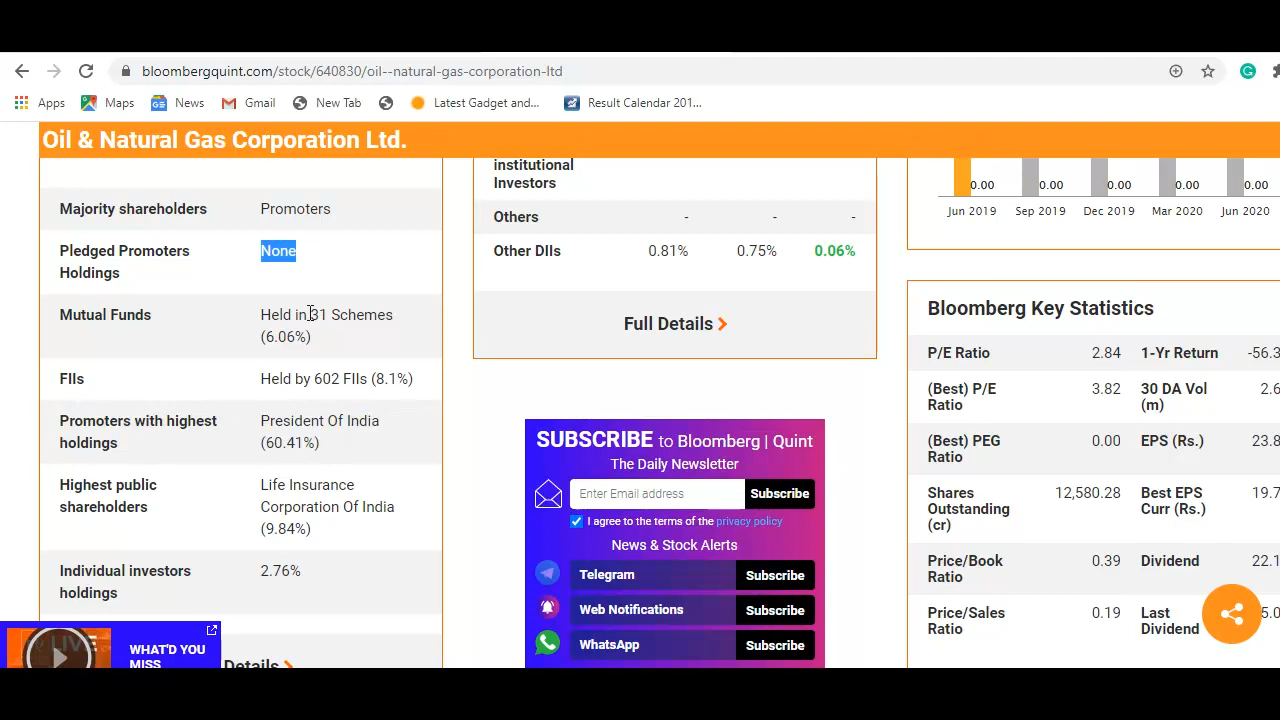 bloombergquint.com/stock/640830/oil--natural-gas-corporation-ltd
Apps Maps News Gmail New Tab Latest Gadget and... Result Calendar 201...
Oil & Natural Gas Corporation Ltd.
Majority shareholders Promoters
Pledged Promoters None
Holdings
Mutual Funds Held in 31 Schemes
(6.06%)
FIIs Held by 602 FIIs (8.1%)
Promoters with highest President Of India
holdings (60.41%)
Highest public Life Insurance
shareholders Corporation Of India
(9.84%)
Individual investors 2.76%
holdings
LIVE
WHAT'D YOU
MISS
Details
institutional
Investors
Others - - -
Other DIIs 0.81% 0.75% 0.06%
Full Details
SUBSCRIBE to Bloomberg | Quint
The Daily Newsletter
Enter Email address Subscribe
I agree to the terms of the privacy policy
News & Stock Alerts
Telegram Subscribe
Web Notifications Subscribe
WhatsApp Subscribe
0.00 0.00 0.00 0.00 0.00
Jun 2019 Sep 2019 Dec 2019 Mar 2020 Jun 2020
Bloomberg Key Statistics
P/E Ratio 2.84 1-Yr Return -56.3
(Best) P/E 3.82 30 DA Vol 2.6
Ratio (m)
(Best) PEG 0.00 EPS (Rs.) 23.8
Ratio
Shares 12,580.28 Best EPS 19.7
Outstanding Curr (Rs.)
(cr)
Price/Book 0.39 Dividend 22.1
Ratio
Price/Sales 0.19 Last 5.0
Ratio Dividend